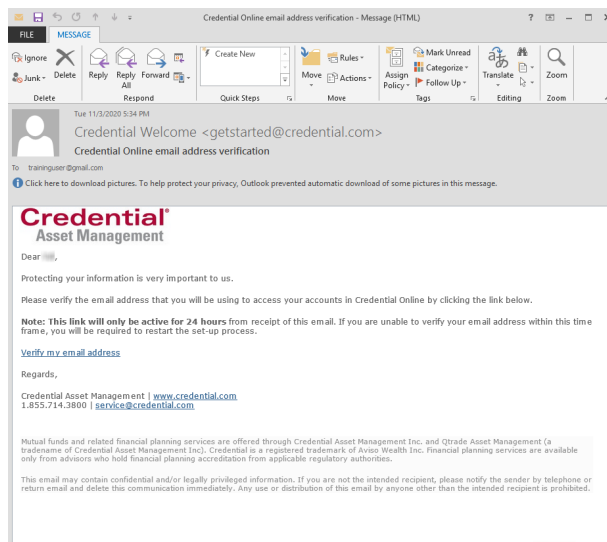 Credential Online email address verification - Message (HTML)
FILE MESSAGE
Ignore
Junk
Delete
Reply
Reply All
Forward
Create New
Move
Rules
Actions
Assign Policy
Mark Unread
Categorize
Follow Up
Translate
Zoom
Delete Respond Quick Steps Move Tags Editing Zoom
Tue 11/3/2020 5:34 PM
Credential Welcome <getstarted@credential.com>
Credential Online email address verification
To traininguser@gmail.com
Click here to download pictures. To help protect your privacy, Outlook prevented automatic download of some pictures in this message.
Credential®
Asset Management
Dear ,
Protecting your information is very important to us.
Please verify the email address that you will be using to access your accounts in Credential Online by clicking the link below.
Note: This link will only be active for 24 hours from receipt of this email. If you are unable to verify your email address within this time
frame, you will be required to restart the set-up process.
Verify my email address
Regards,
Credential Asset Management | www.credential.com
1.855.714.3800 | service@credential.com
Mutual funds and related financial planning services are offered through Credential Asset Management Inc. and Qtrade Asset Management (a
tradename of Credential Asset Management Inc). Credential is a registered trademark of Aviso Wealth Inc. Financial planning services are available
only from advisors who hold financial planning accreditation from applicable regulatory authorities.
This email may contain confidential and/or legally privileged information. If you are not the intended recipient, please notify the sender by telephone or
return email and delete this communication immediately. Any use or distribution of this email by anyone other than the intended recipient is prohibited.